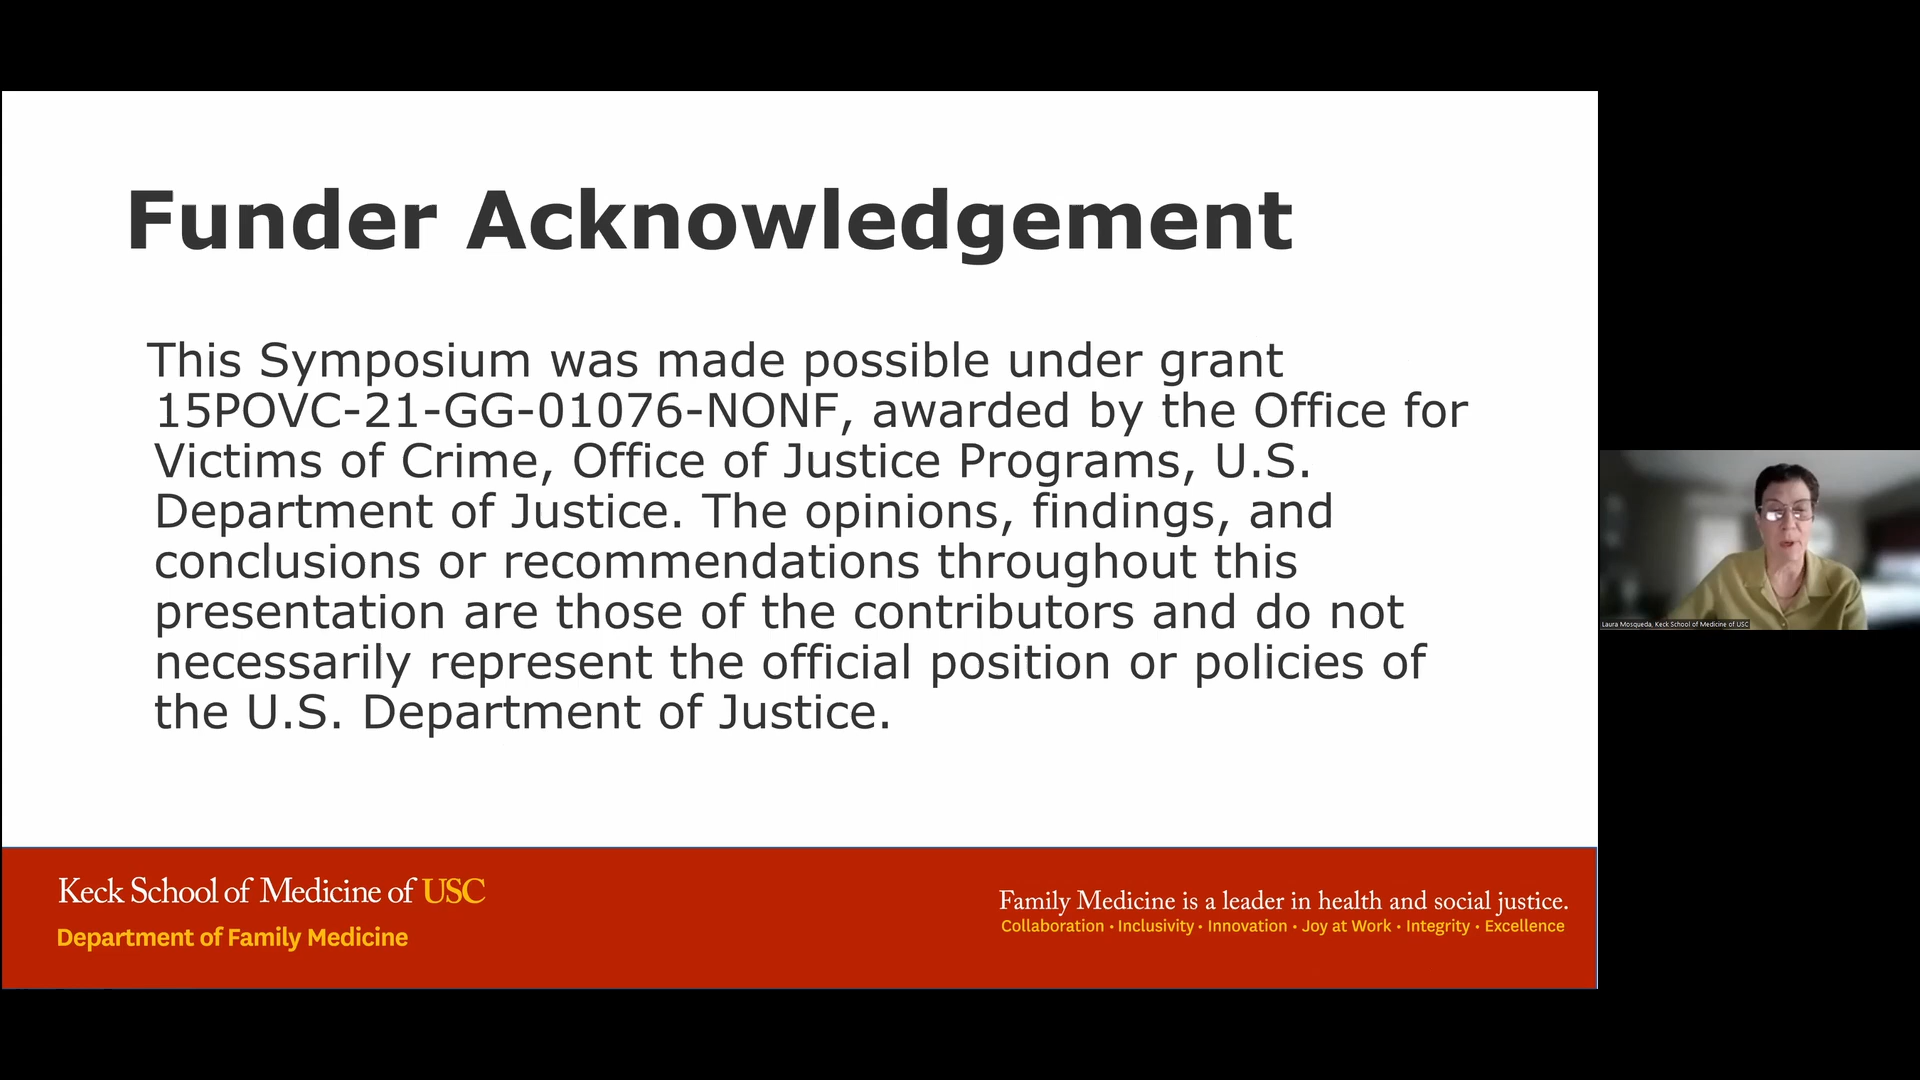 Funder Acknowledgement
This Symposium was made possible under grant
15POVC-21-GG-01076-NONF, awarded by the Office for
Victims of Crime, Office of Justice Programs, U.S.
Department of Justice. The opinions, findings, and
conclusions or recommendations throughout this
presentation are those of the contributors and do not
necessarily represent the official position or policies of
the U.S. Department of Justice.
Laura Mosqueda, Keck School of Medicine of USC
Keck School of Medicine of USC
Department of Family Medicine
Family Medicine is a leader in health and social justice.
Collaboration • Inclusivity • Innovation • Joy at Work • Integrity • Excellence